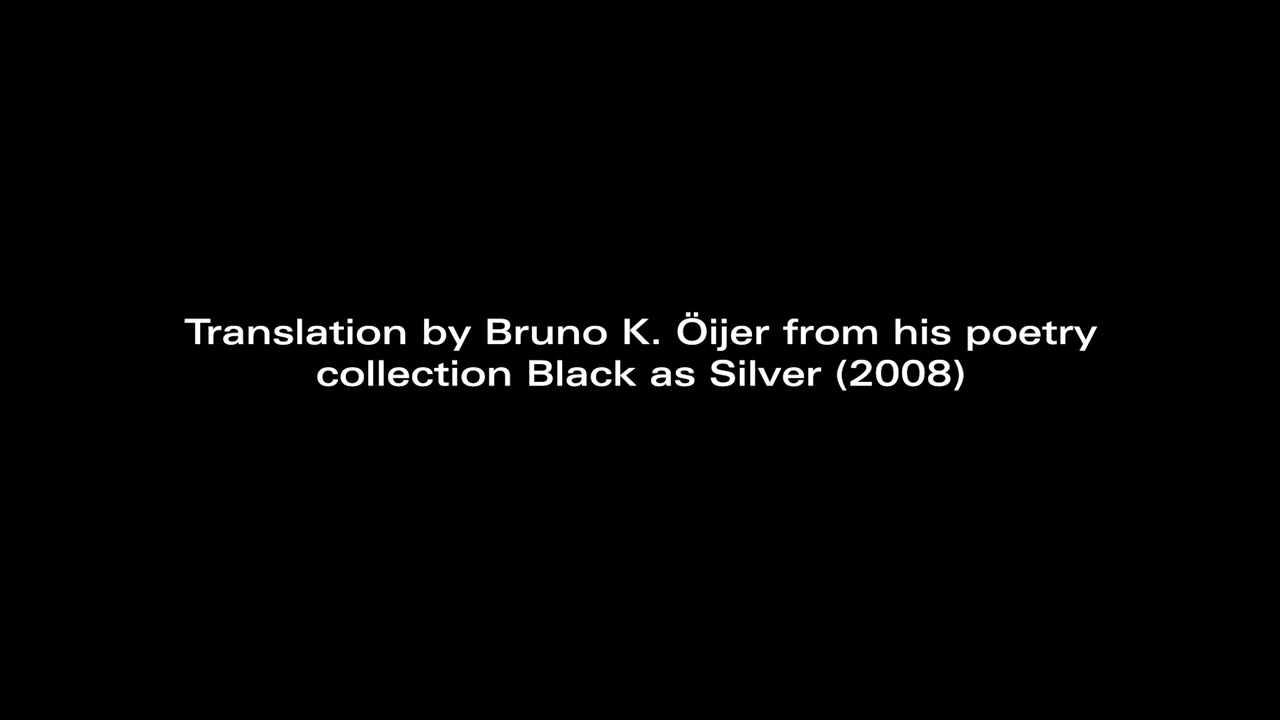 Translation by Bruno K. Öijer from his poetry
collection Black as Silver (2008)